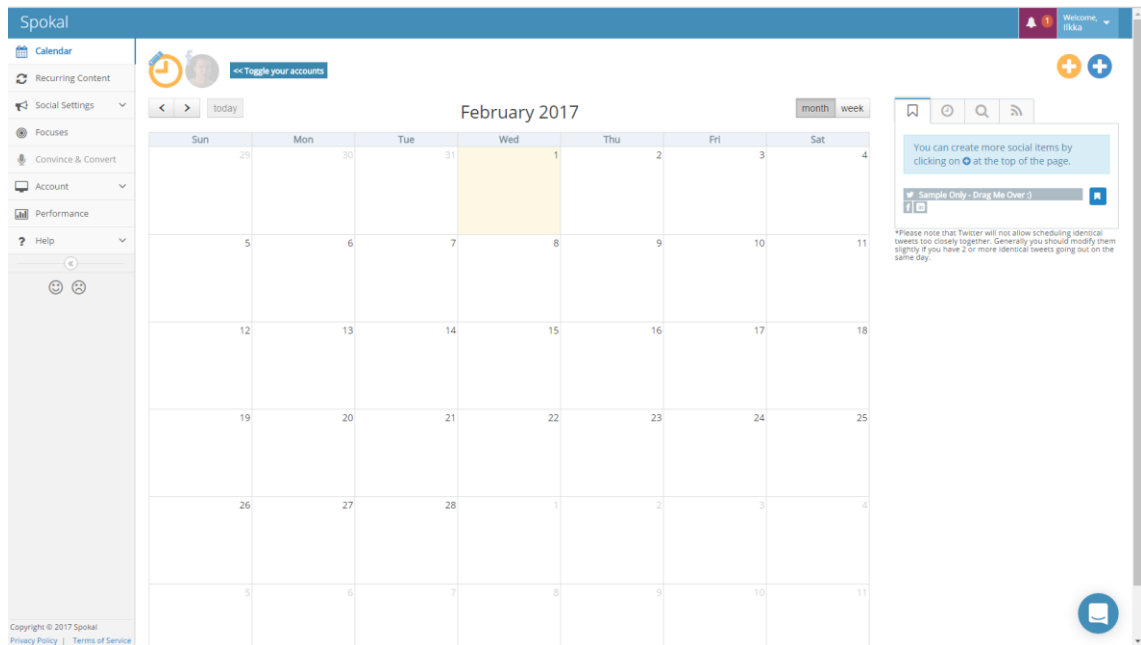 Spokal
1
Welcome,
Ilkka
Calendar
Recurring Content
Social Settings
Focuses
Convince & Convert
Account
Performance
? Help
Copyright © 2017 Spokal
Privacy Policy | Terms of Service
<< Toggle your accounts
< > today
February 2017
month week
Sun Mon Tue Wed Thu Fri Sat
29 30 31 1 2 3 4
5 6 7 8 9 10 11
12 13 14 15 16 17 18
19 20 21 22 23 24 25
26 27 28 1 2 3 4
5 6 7 8 9 10 11
You can create more social items by
clicking on at the top of the page.
Sample Only - Drag Me Over :)
*Please note that Twitter will not allow scheduling identical
tweets too closely together. Generally you should modify them
slightly if you have 2 or more identical tweets going out on the
same day.